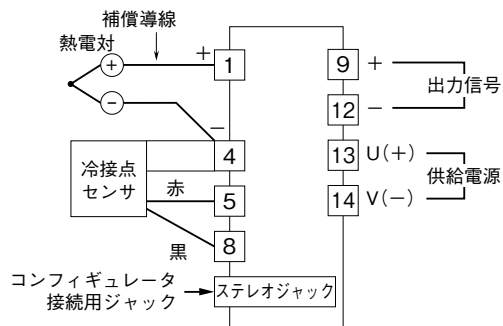 補償導線
熱電対
+
+
1
−
−
4
冷接点
センサ
赤
5
黒
8
コンフィギュレータ
接続用ジャック
ステレオジャック
9
+
出力信号
12
−
13
U(+)
供給電源
14
V(−)